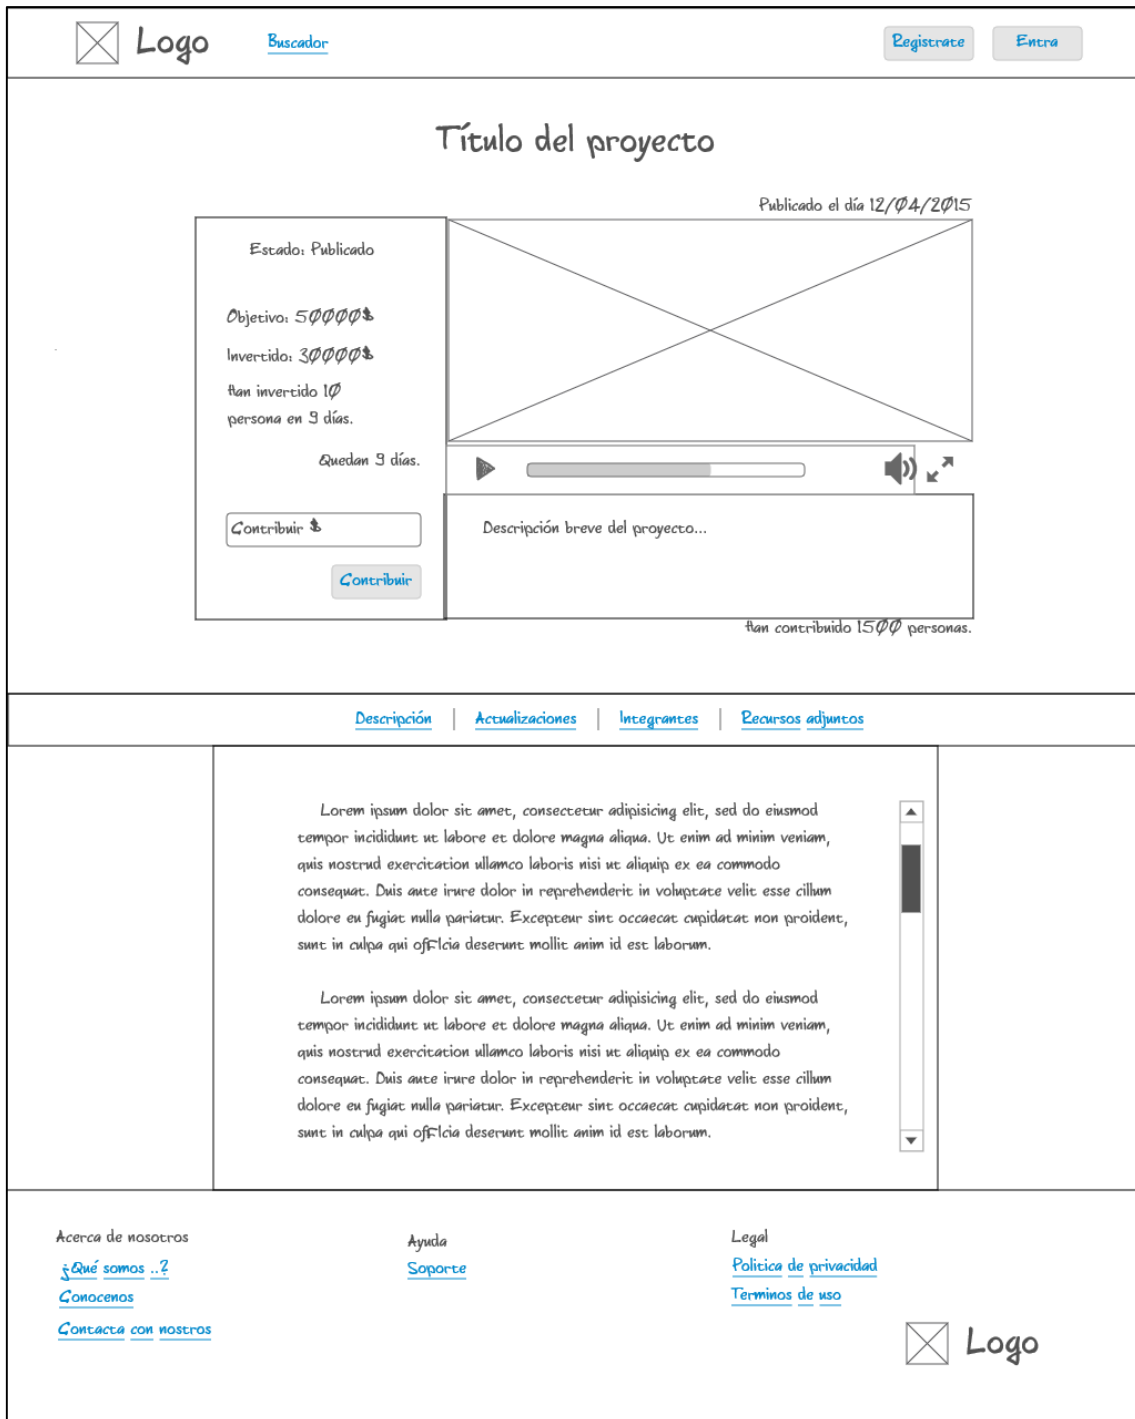 Logo
Buscador
Registrate
Entra
Título del proyecto
Publicado el día 12/04/2015
Estado: Publicado
Objetivo: 50000$
Invertido: 30000$
Han invertido 10
persona en 9 días.
Quedan 9 días.
Contribuir $
Contribuir
Descripción breve del proyecto...
Han contribuido 1500 personas.
Descripción | Actualizaciones | Integrantes | Recursos adjuntos
Lorem ipsum dolor sit amet, consectetur adipisicing elit, sed do eiusmod
tempor incididunt ut labore et dolore magna aliqua. Ut enim ad minim veniam,
quis nostrud exercitation ullamco laboris nisi ut aliquip ex ea commodo
consequat. Duis aute irure dolor in reprehenderit in voluptate velit esse cillum
dolore eu fugiat nulla pariatur. Excepteur sint occaecat cupidatat non proident,
sunt in culpa qui officia deserunt mollit anim id est laborum.
Lorem ipsum dolor sit amet, consectetur adipisicing elit, sed do eiusmod
tempor incididunt ut labore et dolore magna aliqua. Ut enim ad minim veniam,
quis nostrud exercitation ullamco laboris nisi ut aliquip ex ea commodo
consequat. Duis aute irure dolor in reprehenderit in voluptate velit esse cillum
dolore eu fugiat nulla pariatur. Excepteur sint occaecat cupidatat non proident,
sunt in culpa qui officia deserunt mollit anim id est laborum.
Acerca de nosotros
¿Qué somos ..?
Conocenos
Contacta con nostros
Ayuda
Soporte
Legal
Politica de privacidad
Terminos de uso
Logo